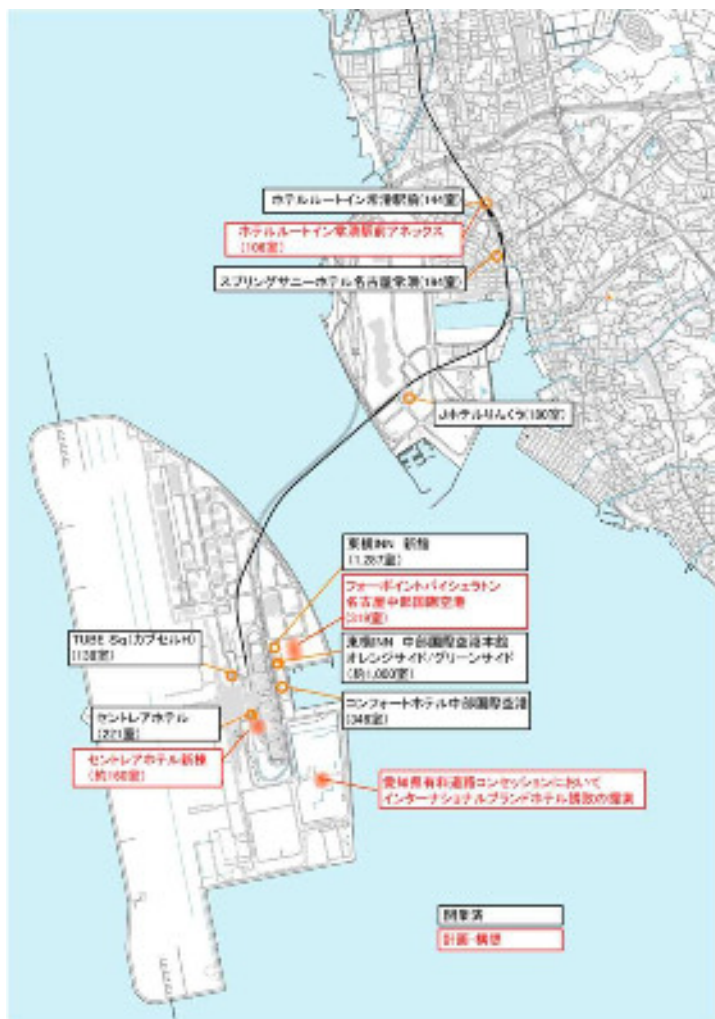 ホテルルートイン常滑駅前(144室)
ホテルルートイン常滑駅前アネックス
(106室)
スプリングサニーホテル名古屋常滑(194室)
Jホテルりんくう(100室)
東横INN 新館
(1,287室)
フォーポイントバイシェラトン
名古屋中部国際空港
(319室)
TUBE Sq(カプセルH)
東横INN 中部国際空港本館
オレンジサイド/グリーンサイド
(約1,000室)
コンフォートホテル中部国際空港
(346室)
セントレアホテル
(221室)
セントレアホテル新棟
(約160室)
愛知県有料道路コンセッションにおいて
インターナショナルブランドホテル誘致の提案
開業済
計画・構想